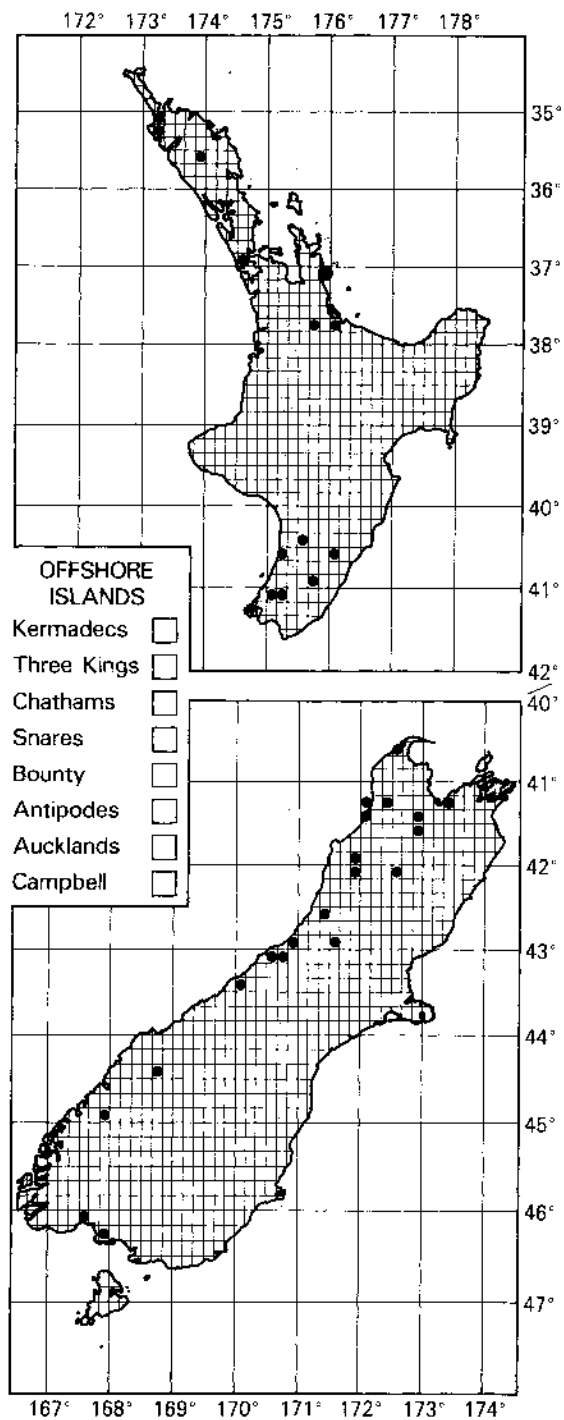 172° 173° 174° 175° 176° 177° 178°
35°
36°
37°
38°
39°
40°
41°
42°
OFFSHORE
ISLANDS
Kermadecs
Three Kings
Chathams
Snares
Bounty
Antipodes
Aucklands
Campbell
40°
41°
42°
43°
44°
45°
46°
47°
167° 168° 169° 170° 171° 172° 173° 174°